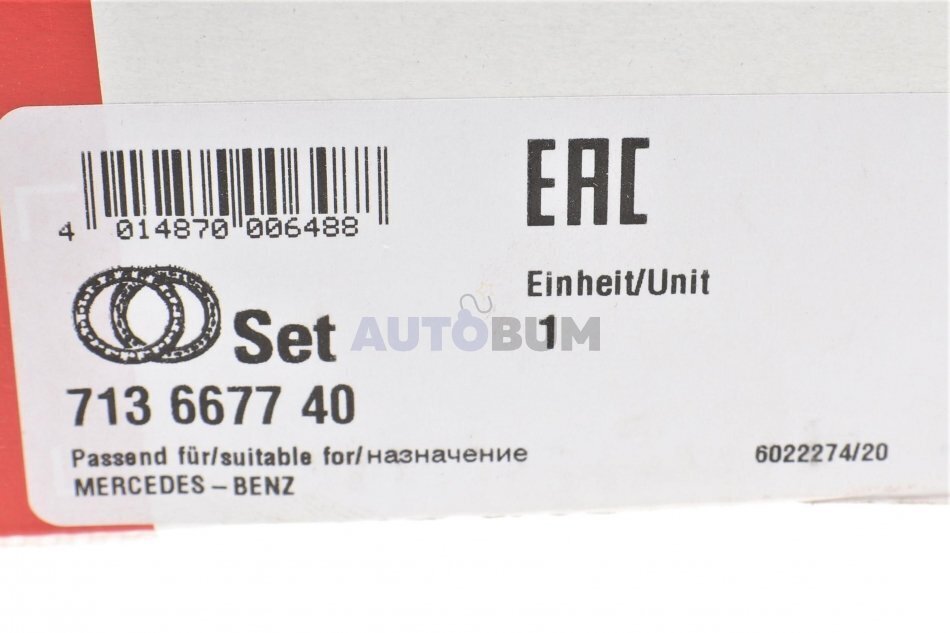 4 014870 006488
EAC
Einheit/Unit
1
Set
AUTOBUM
713 6677 40
Passend für/suitable for/назначение
MERCEDES – BENZ
6022274/20